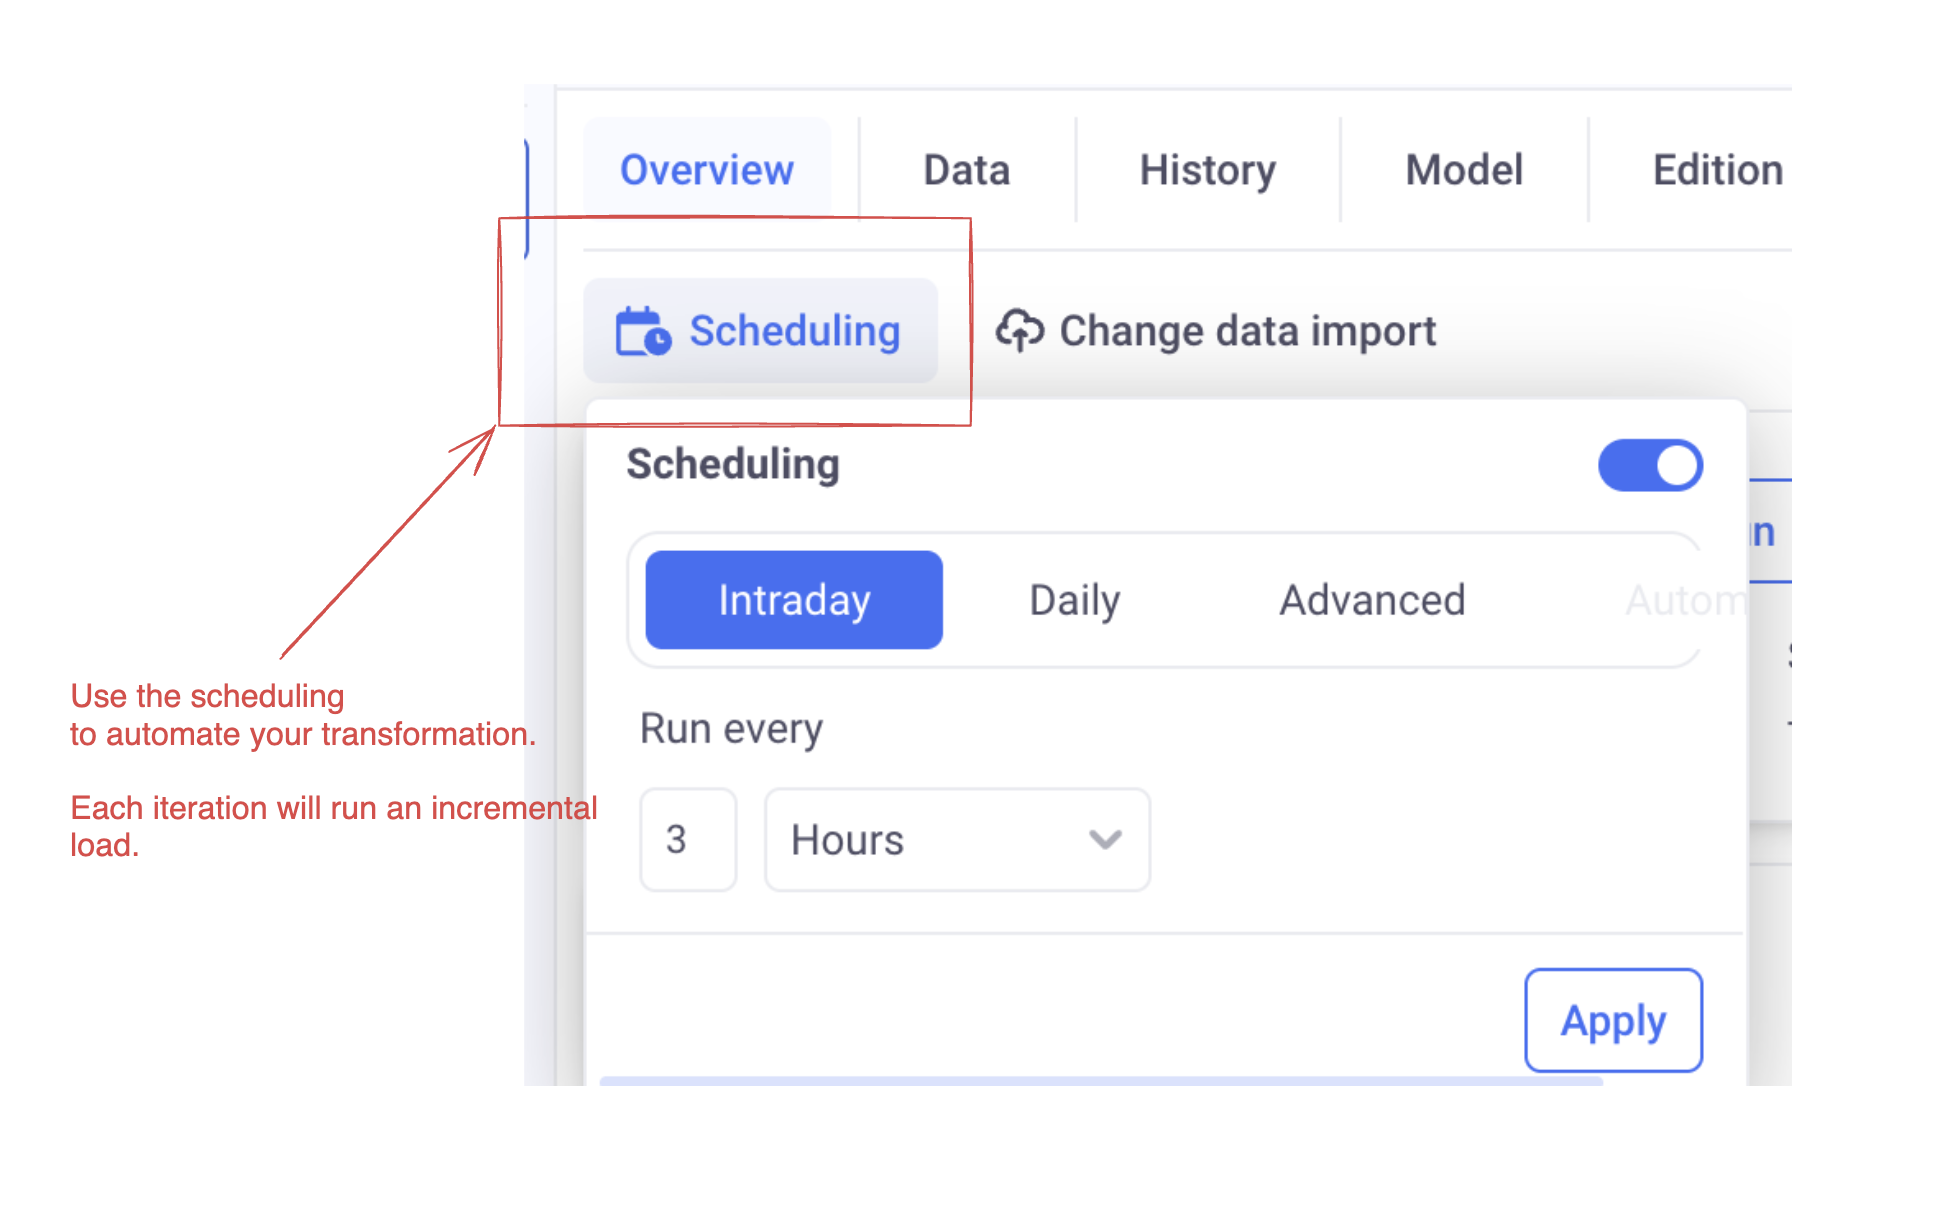 Overview
Data
History
Model
Edition
Scheduling
Change data import
Scheduling
Intraday
Daily
Advanced
Autom
Run every
3
Hours
Apply
Use the scheduling
to automate your transformation.
Each iteration will run an incremental
load.